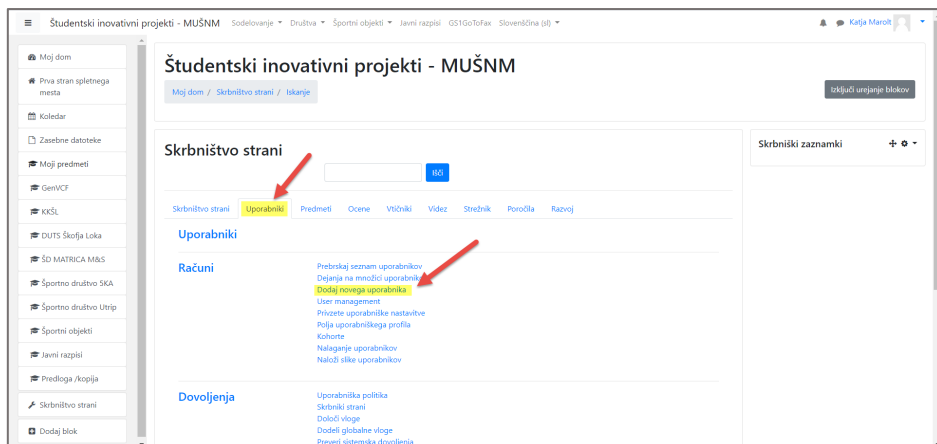 Študentski inovativni projekti - MUŠNM Sodelovanje Društva Športni objekti Javni razpisi GS1GoToFax Slovenščina (sl) Katja Marolt
Moj dom
Prva stran spletnega
mesta
Koledar
Zasebne datoteke
Moji predmeti
GenVCF
KKŠL
DUTS Škofja Loka
ŠD MATRICA M&S
Športno društvo 5KA
Športno društvo Utrip
Športni objekti
Javni razpisi
Predloga /kopija
Skrbništvo strani
Dodaj blok
Študentski inovativni projekti - MUŠNM
Moj dom / Skrbništvo strani / Iskanje
Izključi urejanje blokov
Skrbništvo strani
Išči
Skrbništvo strani Uporabniki Predmeti Ocene Vtičniki Videz Strežnik Poročila Razvoj
Uporabniki
Računi
Prebrskaj seznam uporabnikov
Dejanja na množici uporabnikov
Dodaj novega uporabnika
User management
Privzete uporabniške nastavitve
Polja uporabniškega profila
Kohorte
Nalaganje uporabnikov
Naloži slike uporabnikov
Dovoljenja
Uporabniška politika
Skrbniki strani
Določi vloge
Dodeli globalne vloge
Preveri sistemska dovoljenja
Skrbniški zaznamki